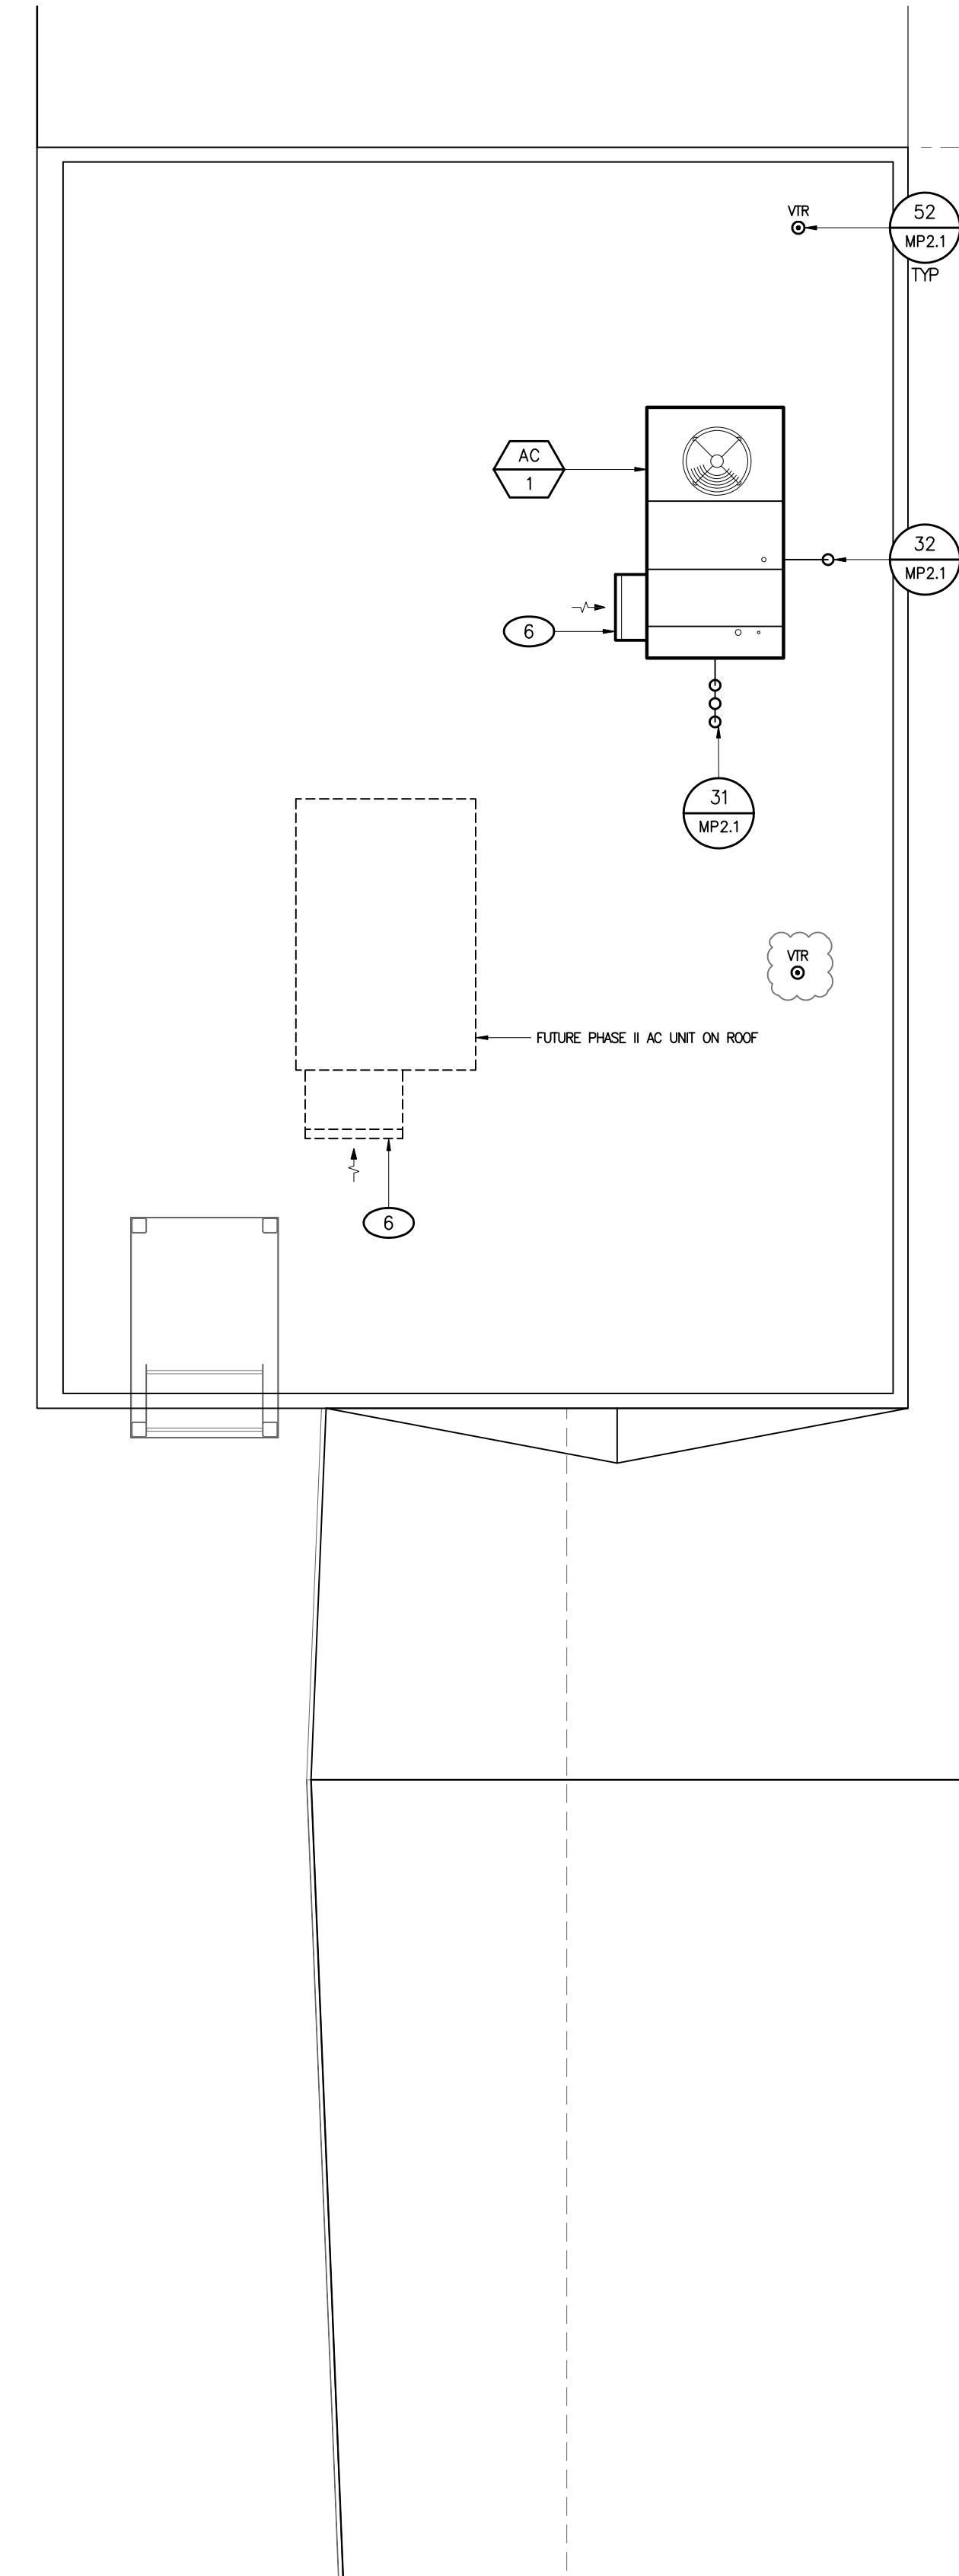 VTR
52
MP2.1
TYP
AC
1
32
MP2.1
6
31
MP2.1
VTR
FUTURE PHASE II AC UNIT ON ROOF
6